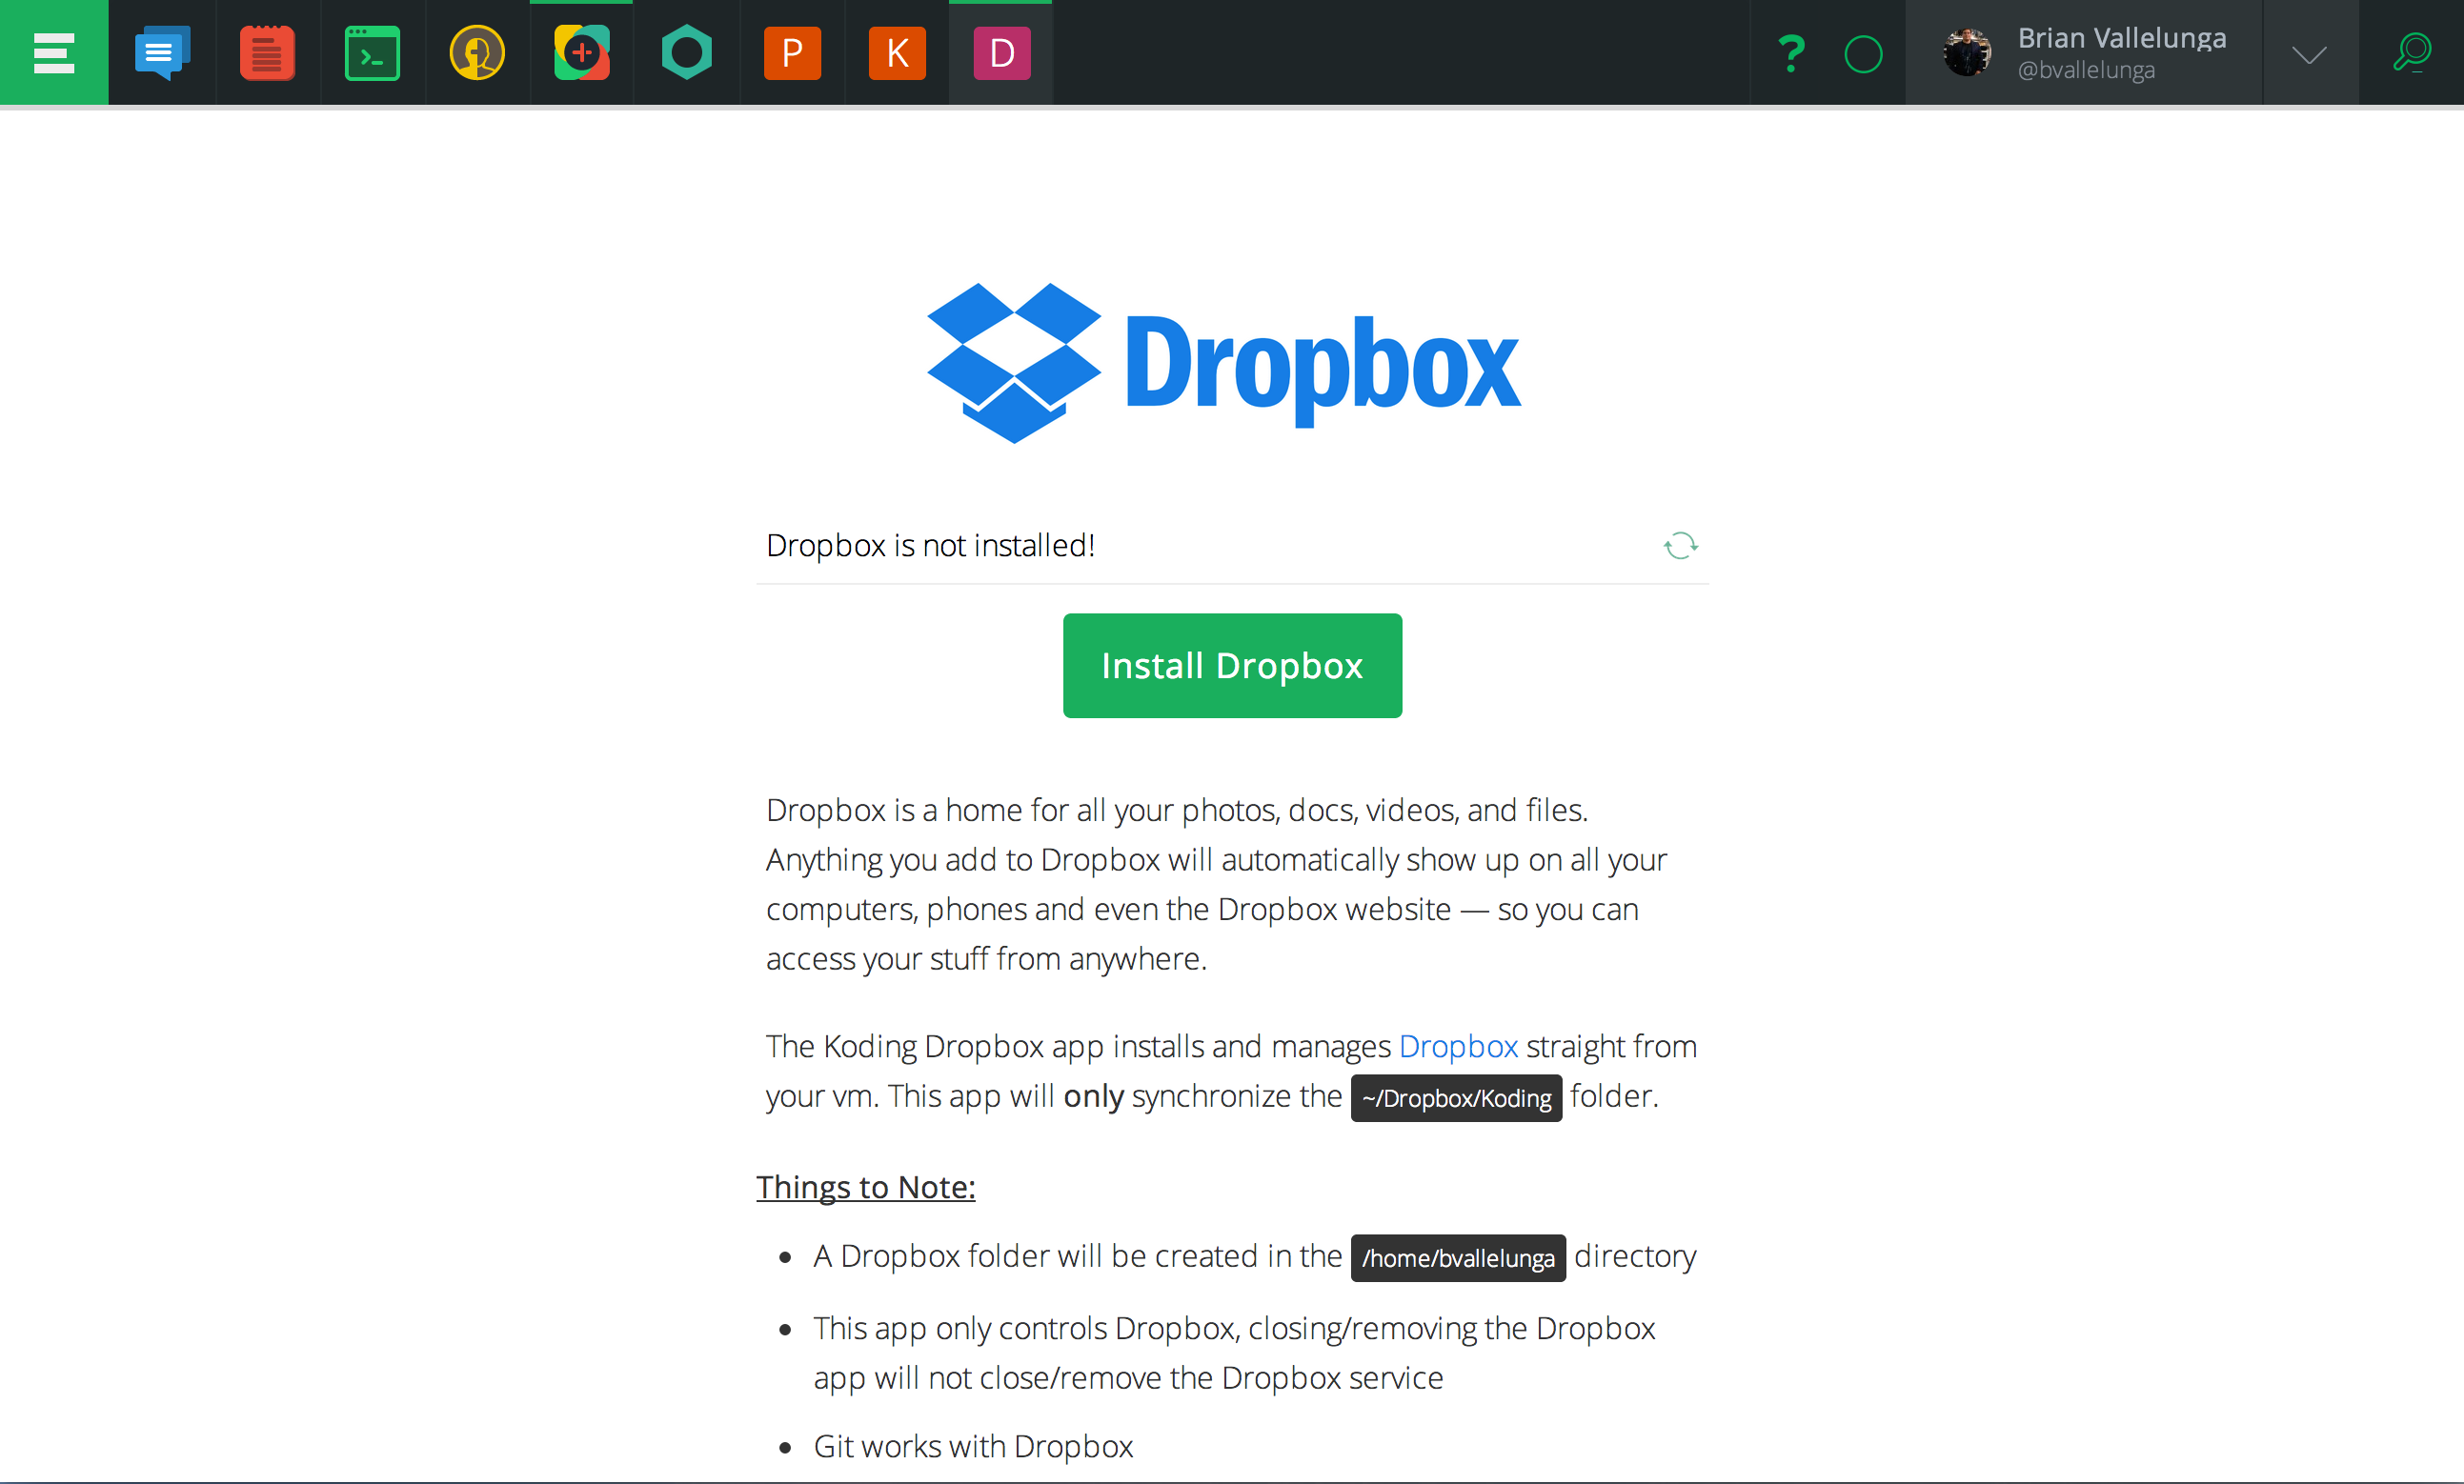 P
K
D
?
Brian Vallelunga
@bvallelunga
Dropbox
Dropbox is not installed!
Install Dropbox
Dropbox is a home for all your photos, docs, videos, and files.
Anything you add to Dropbox will automatically show up on all your
computers, phones and even the Dropbox website — so you can
access your stuff from anywhere.
The Koding Dropbox app installs and manages Dropbox straight from
your vm. This app will only synchronize the ~/Dropbox/Koding folder.
Things to Note:
• A Dropbox folder will be created in the /home/bvallelunga directory
• This app only controls Dropbox, closing/removing the Dropbox
app will not close/remove the Dropbox service
• Git works with Dropbox